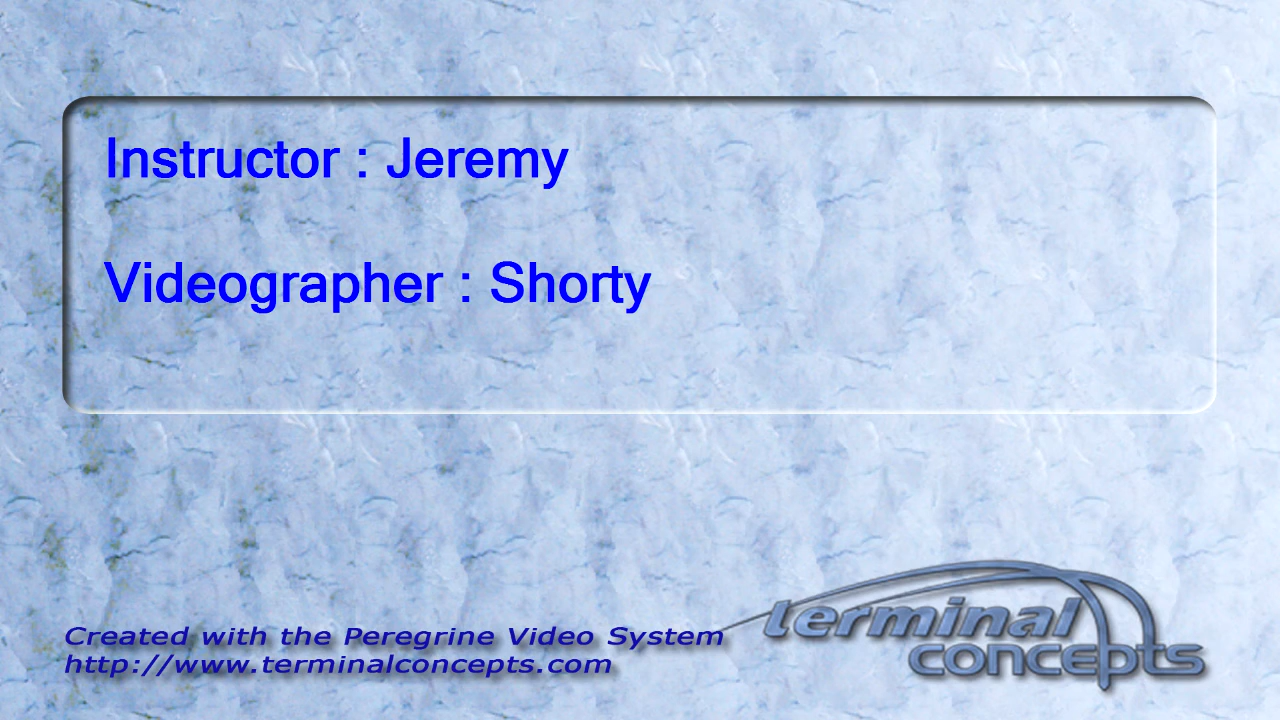 Instructor : Jeremy
Videographer : Shorty
Created with the Peregrine Video System
http://www.terminalconcepts.com
terminal
concepts